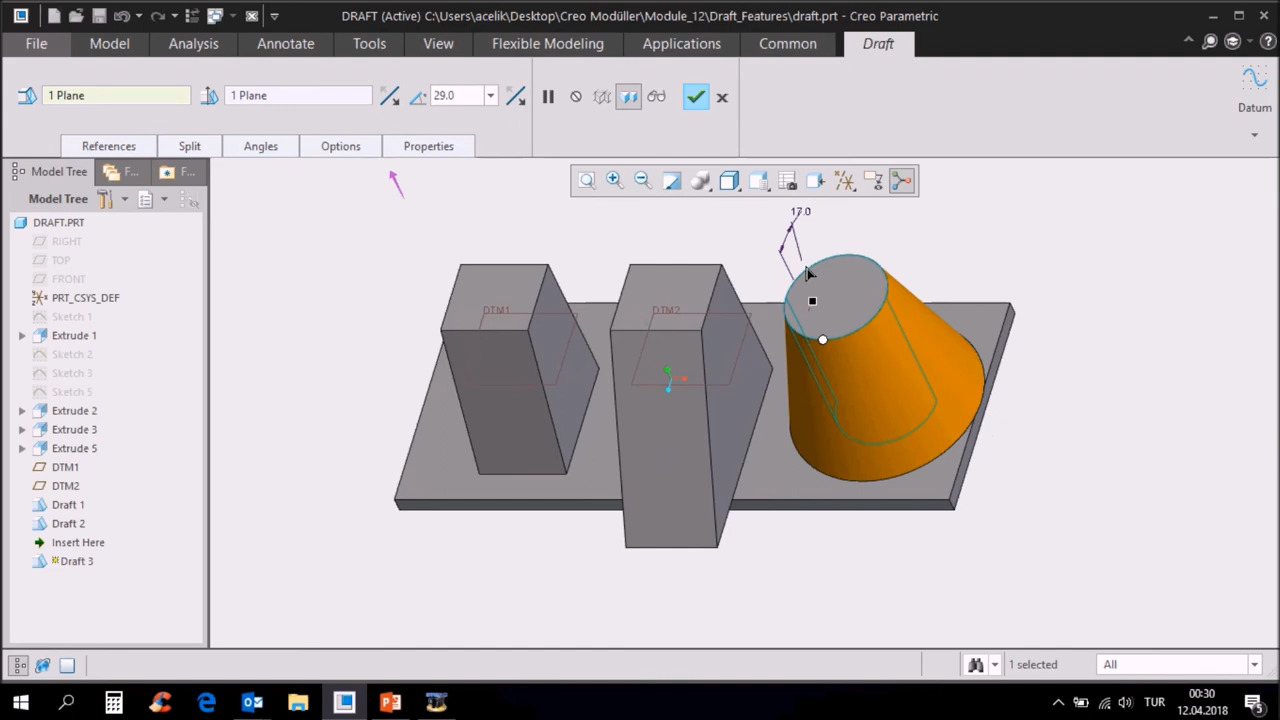 DRAFT (Active) C:\Users\acelik\Desktop\Creo Modüller\Module_12\Draft_Features\draft.prt - Creo Parametric
File Model Analysis Annotate Tools View Flexible Modeling Applications Common Draft
1 Plane 1 Plane 29.0
Datum
References Split Angles Options Properties
Model Tree F... F...
Model Tree
DRAFT.PRT
RIGHT
TOP
FRONT
PRT_CSYS_DEF
Sketch 1
Extrude 1
Sketch 2
Sketch 3
Sketch 5
Extrude 2
Extrude 3
Extrude 5
DTM1
DTM2
Draft 1
Draft 2
Insert Here
Draft 3
17.0
DTM1 DTM2
1 selected All
TUR
00:30
12.04.2018
5